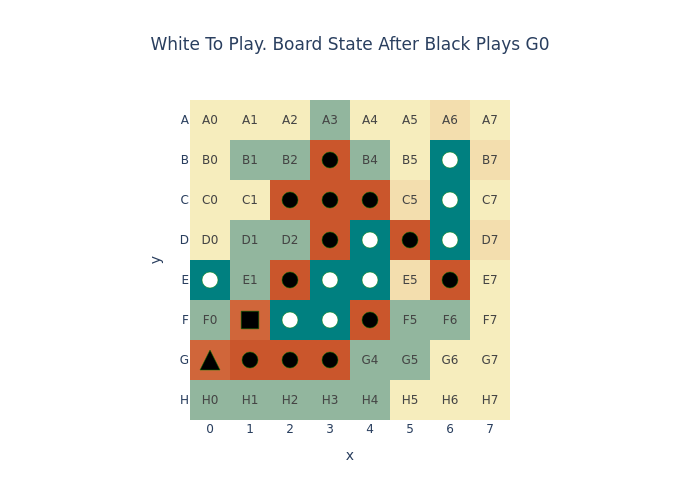 White To Play. Board State After Black Plays G0
A A0 A1 A2 A3 A4 A5 A6 A7
B B0 B1 B2 B4 B5 B7
C C0 C1 C5 C7
D D0 D1 D2 D7
E E1 E5 E7
F F0 F5 F6 F7
G G4 G5 G6 G7
H H0 H1 H2 H3 H4 H5 H6 H7
0 1 2 3 4 5 6 7
x
y